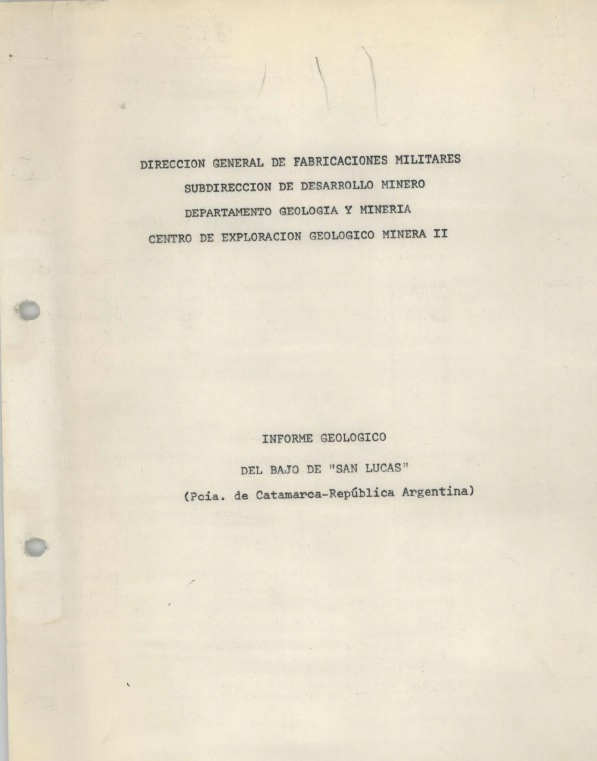 DIRECCION GENERAL DE FABRICACIONES MILITARES
SUBDIRECCION DE DESARROLLO MINERO
DEPARTAMENTO GEOLOGIA Y MINERIA
CENTRO DE EXPLORACION GEOLOGICO MINERA II
INFORME GEOLOGICO
DEL BAJO DE "SAN LUCAS"
(Pcia. de Catamarca-República Argentina)